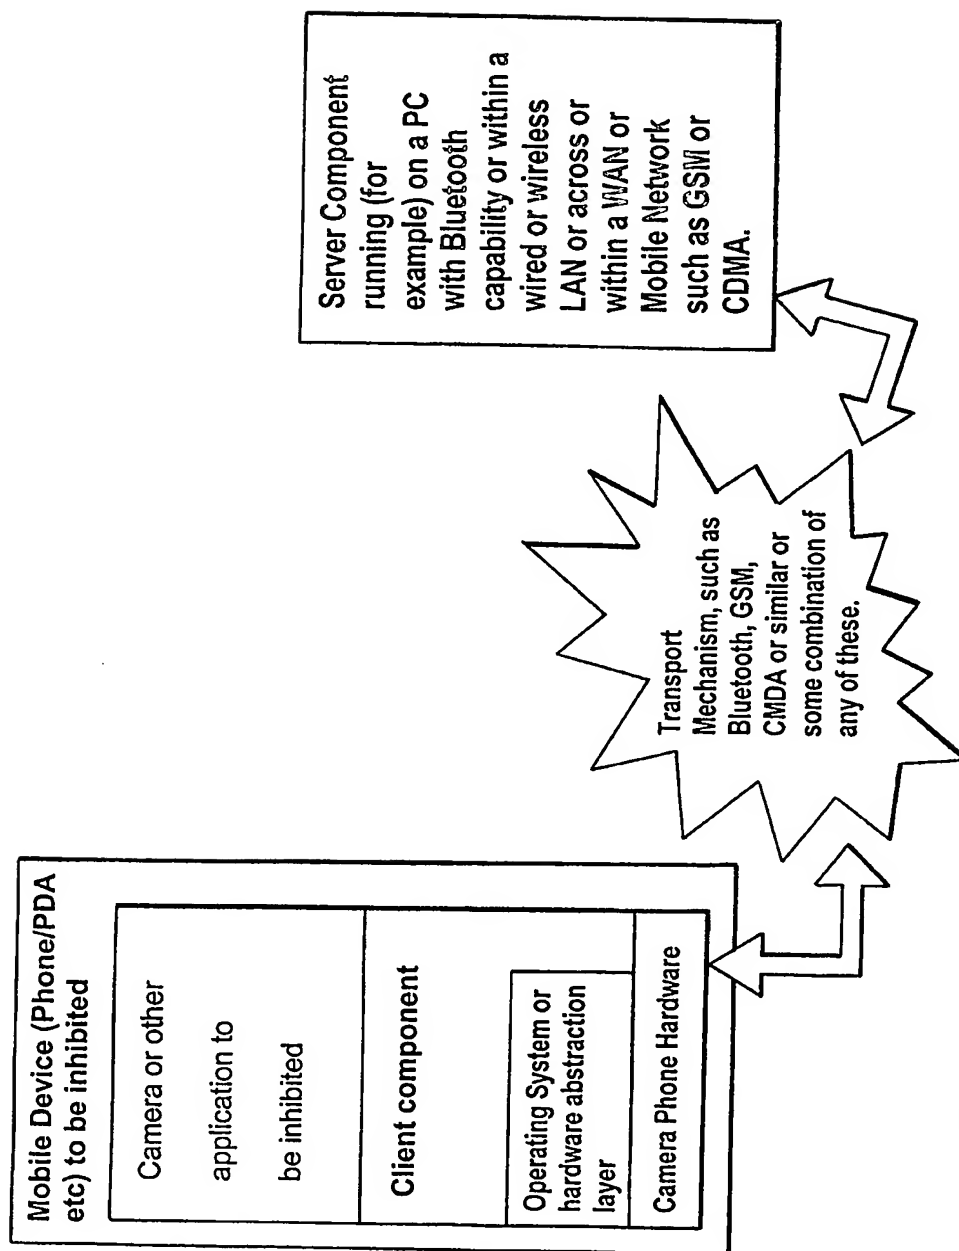 Mobile Device (Phone/PDA
etc) to be inhibited
Camera or other
application to
be inhibited
Client component
Operating System or
hardware abstraction
layer
Camera Phone Hardware
Transport
Mechanism, such as
Bluetooth, GSM,
CMDA or similar or
some combination of
any of these.
Server Component
running (for
example) on a PC
with Bluetooth
capability or within a
wired or wireless
LAN or across or
within a WAN or
Mobile Network
such as GSM or
CDMA.